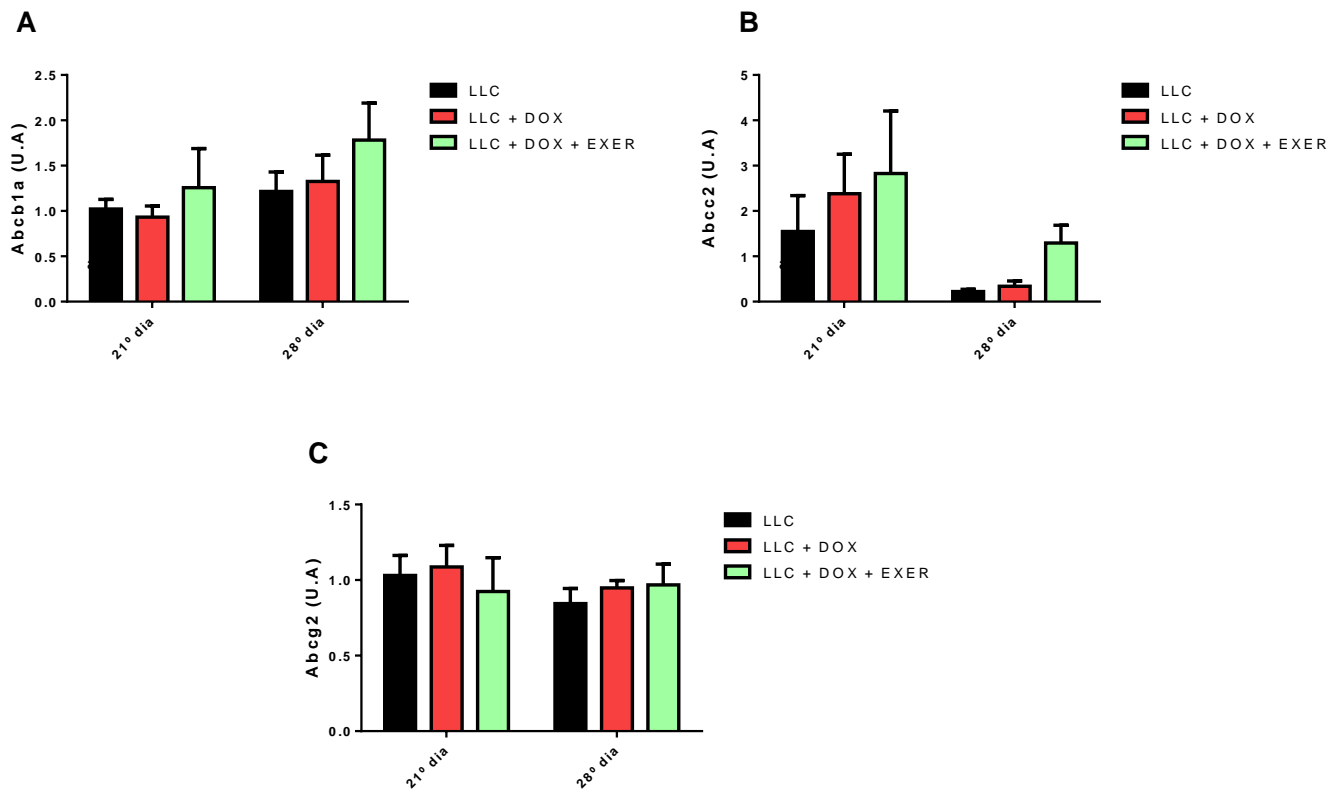 A
Abcb1a (U.A)
2.5
2.0
1.5
1.0
0.5
0.0
21º dia
28º dia
LLC
LLC + DOX
LLC + DOX + EXER
B
Abcc2 (U.A)
5
4
3
2
1
0
21º dia
28º dia
LLC
LLC + DOX
LLC + DOX + EXER
C
Abcg2 (U.A)
1.5
1.0
0.5
0.0
21º dia
28º dia
LLC
LLC + DOX
LLC + DOX + EXER